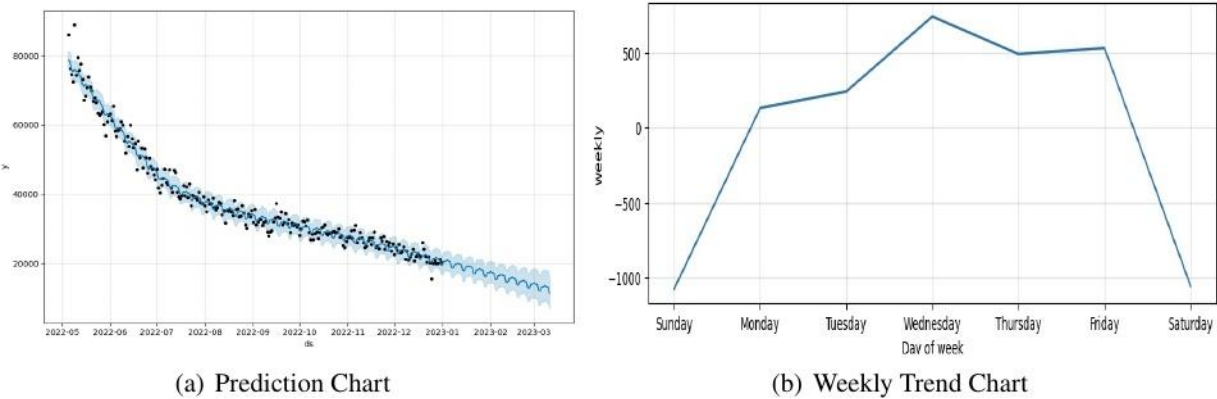 80000
60000
40000
20000
y
2022-05 2022-06 2022-07 2022-08 2022-09 2022-10 2022-11 2022-12 2023-01 2023-02 2023-03
ds
(a) Prediction Chart
500
0
−500
−1000
weekly
Sunday Monday Tuesday Wednesday Thursday Friday Saturday
Day of week
(b) Weekly Trend Chart